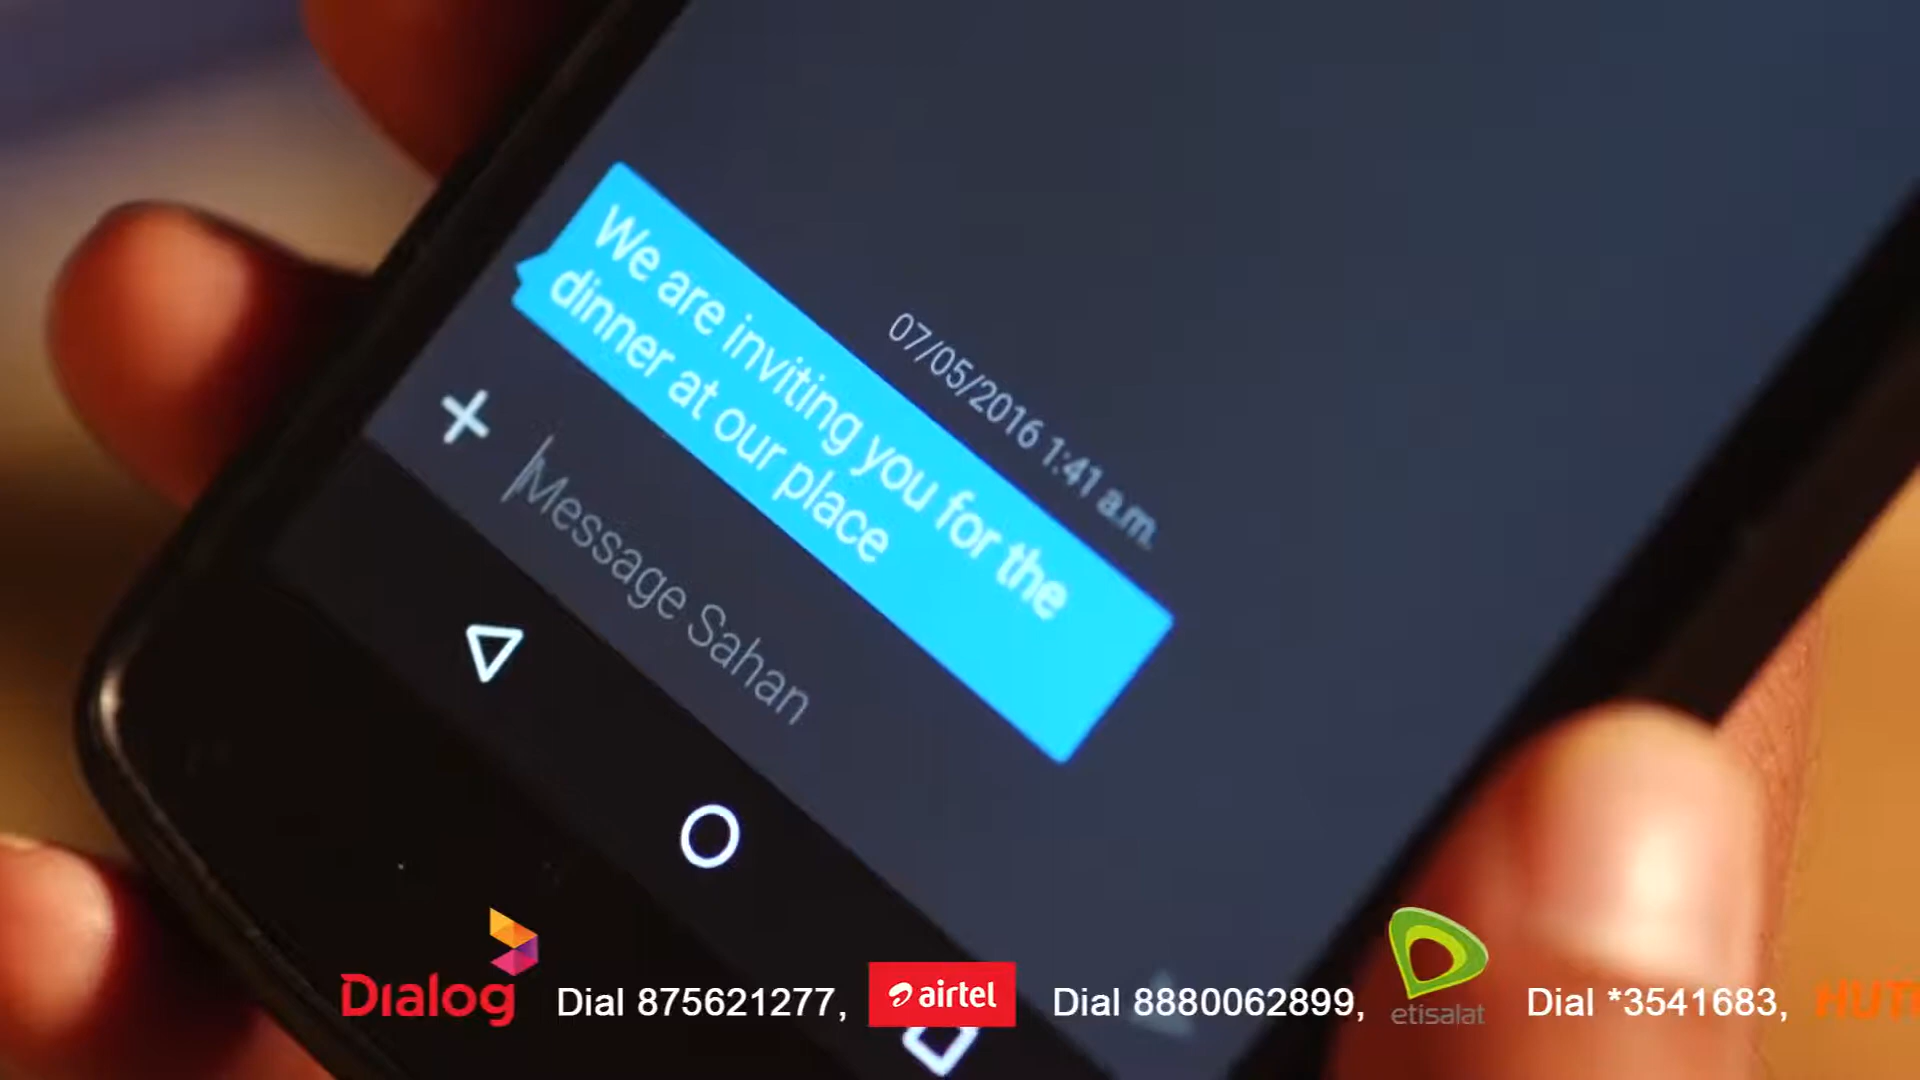 07/05/2016 1:41 a.m.
We are inviting you for the
dinner at our place
Message Sahan
Dialog Dial 875621277, airtel Dial 8880062899, etisalat Dial *3541683,